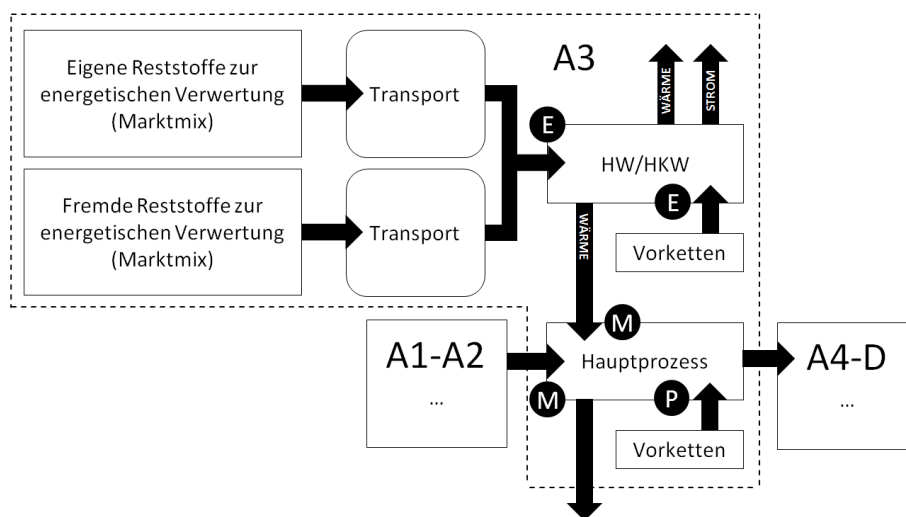 Eigene Reststoffe zur
energetischen Verwertung
(Marktmix)
Transport
A3
WÄRME
STROM
E
HW/HKW
E
Fremde Reststoffe zur
energetischen Verwertung
(Marktmix)
Transport
WÄRME
Vorketten
M
A1-A2
...
Hauptprozess
A4-D
...
M
P
Vorketten